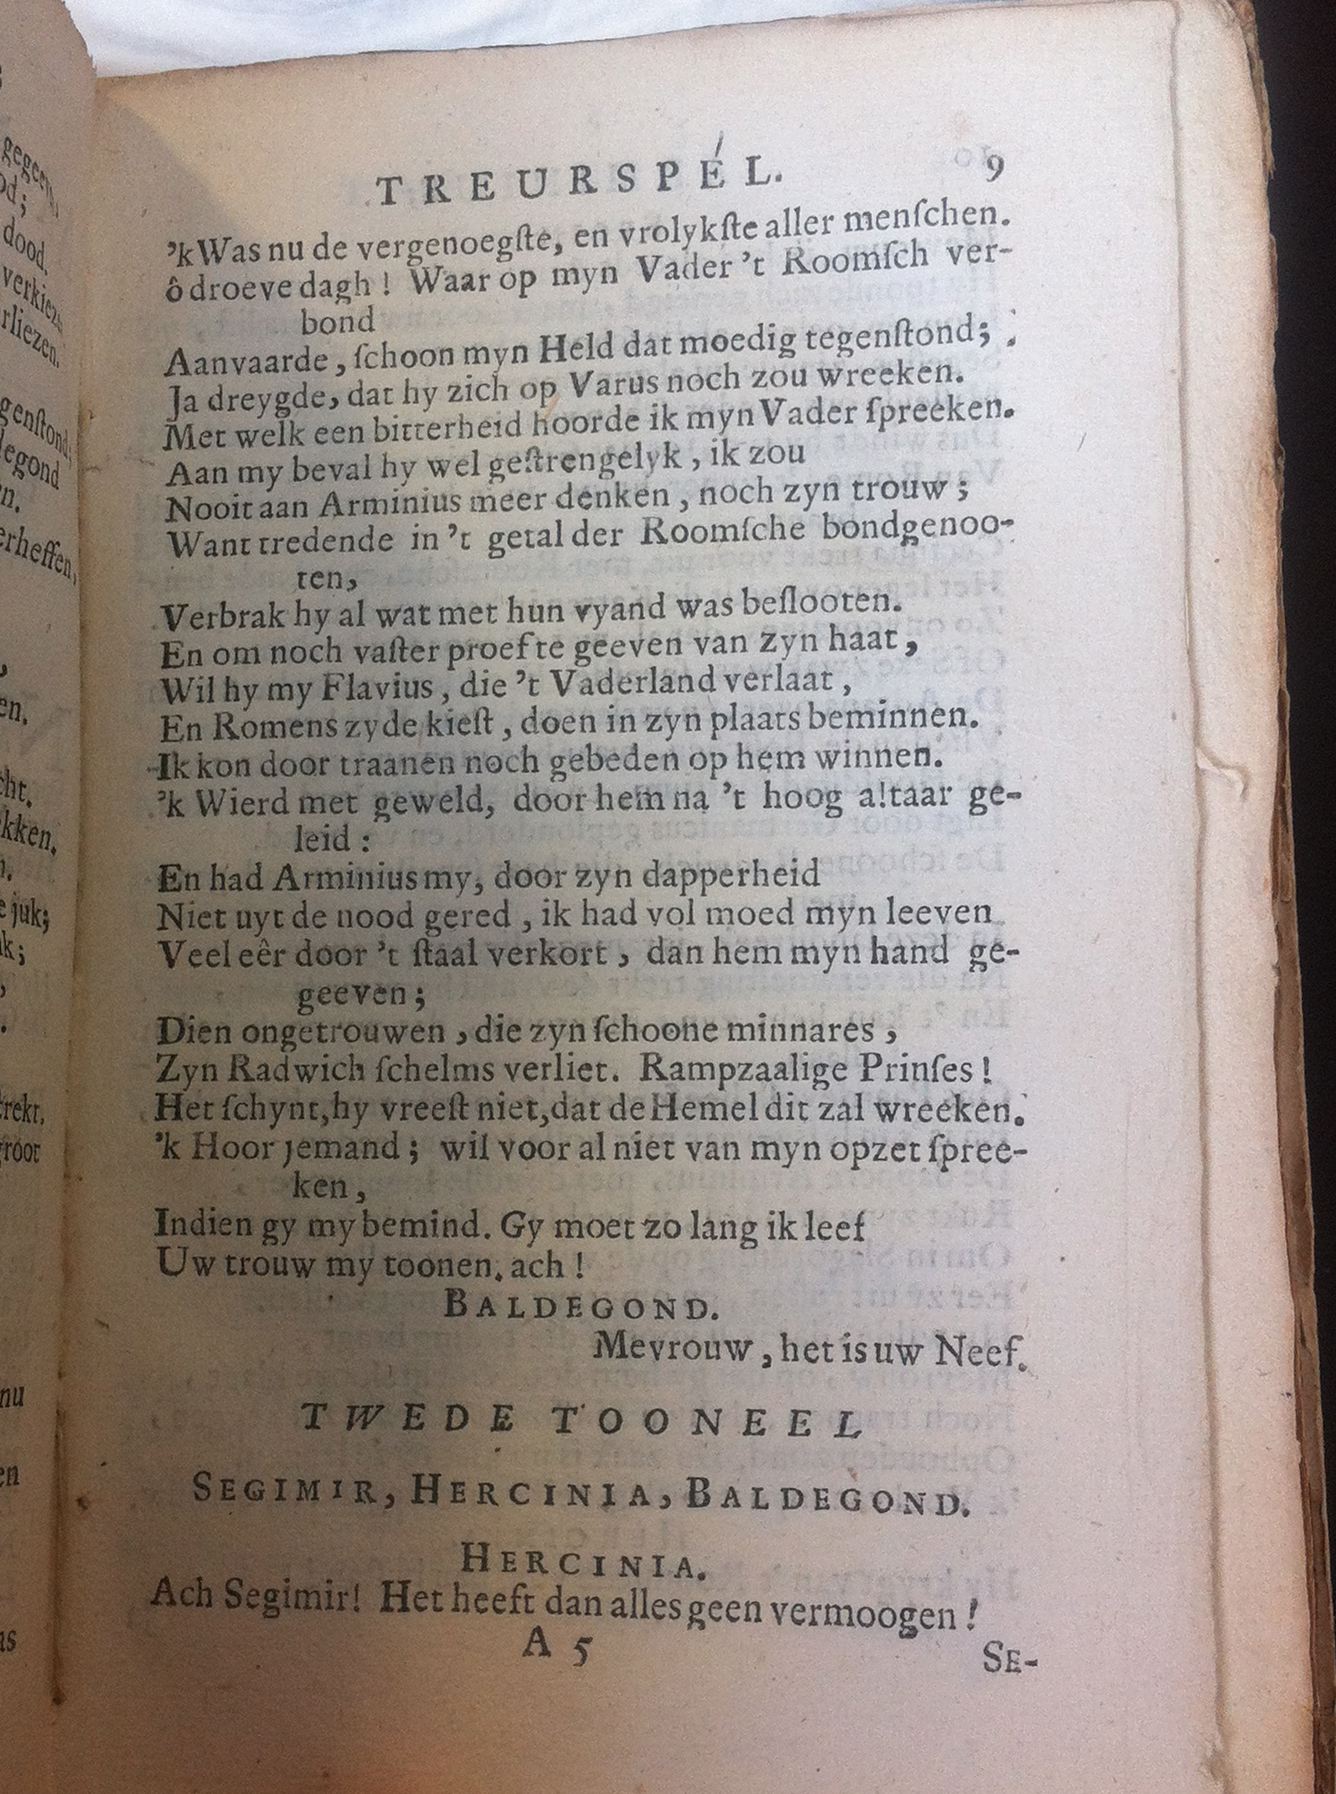 TREURSPÉL. 9
’k Was nu de vergenoegſte, en vrolykſte aller menſchen.
ô droeve dagh! Waar op myn Vader ’t Roomſch ver-
bond
Aanvaarde, ſchoon myn Held dat moedig tegenſtond;
Ja dreygde, dat hy zich op Varus noch zou wreeken.
Met welk een bitterheid hoorde ik myn Vader ſpreeken.
Aan my beval hy wel geſtrengelyk, ik zou
Nooit aan Arminius meer denken, noch zyn trouw;
Want tredende in ’t getal der Roomſche bondgenoo-
ten,
Verbrak hy al wat met hun vyand was beſlooten.
En om noch vaſter proef te geeven van zyn haat,
Wil hy my Flavius, die ’t Vaderland verlaat,
En Romens zyde kieſt, doen in zyn plaats beminnen.
Ik kon door traanen noch gebeden op hem winnen.
’k Wierd met geweld, door hem na ’t hoog altaar ge-
leid:
En had Arminius my, door zyn dapperheid
Niet uyt de nood gered, ik had vol moed myn leeven
Veel eêr door ’t ſtaal verkort, dan hem myn hand ge-
geeven;
Dien ongetrouwen, die zyn ſchoone minnares,
Zyn Radwich ſchelms verliet. Rampzaalige Prinſes!
Het ſchynt, hy vreeſt niet, dat de Hemel dit zal wreeken.
’k Hoor jemand; wil voor al niet van myn opzet ſpree-
ken,
Indien gy my bemind. Gy moet zo lang ik leef
Uw trouw my toonen. ach!
BALDEGOND.
Mevrouw, het is uw Neef.
TWEDE TOONEEL
SEGIMIR, HERCINIA, BALDEGOND.
HERCINIA.
Ach Segimir! Het heeft dan alles geen vermoogen!
A 5
SE-